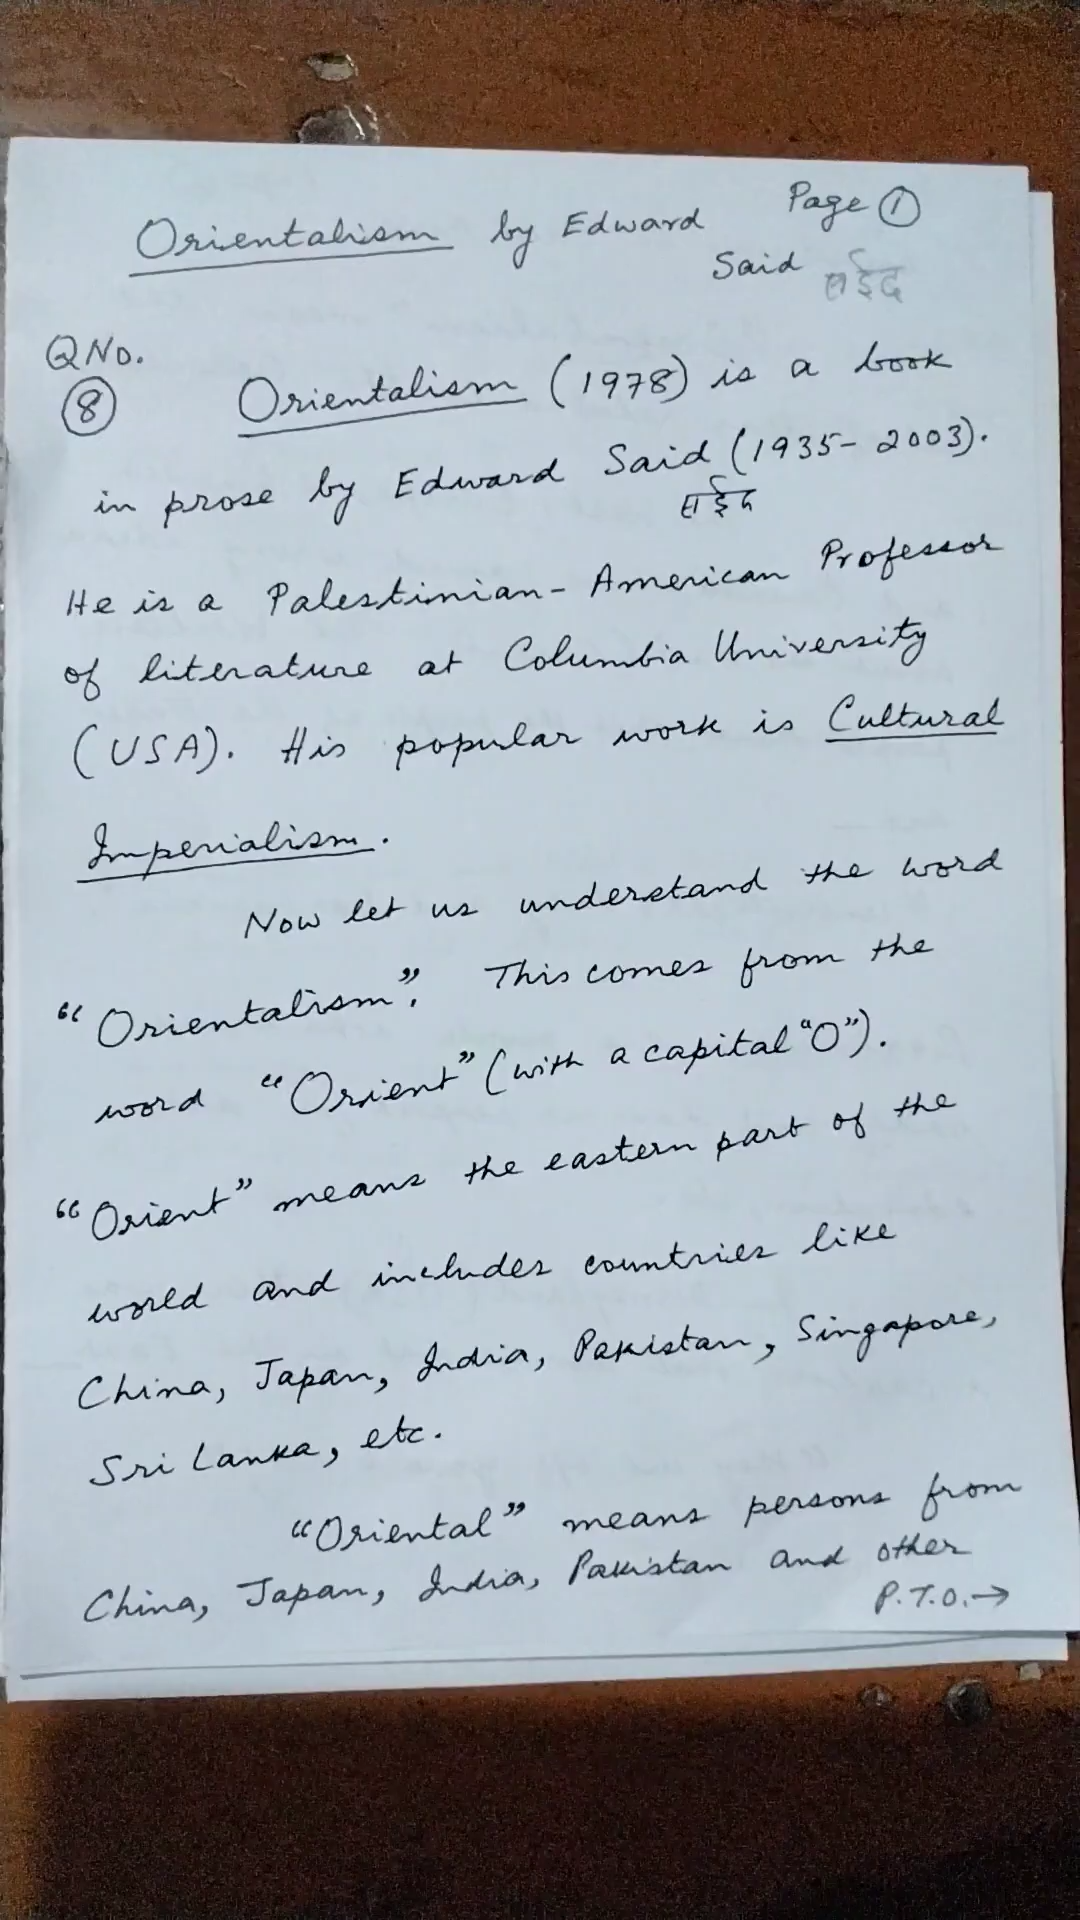 Page ①
Orientalism by Edward
Said सईद
Q No.
⑧ Orientalism (1978) is a book
in prose by Edward Said (1935-2003).
सईद
He is a Palestinian-American Professor
of literature at Columbia University
(USA). His popular work is Cultural
Imperialism.
Now let us understand the word
"Orientalism". This comes from the
word "Orient" (with a capital "O").
"Orient" means the eastern part of the
world and includes countries like
China, Japan, India, Pakistan, Singapore,
Sri Lanka, etc.
"Oriental" means persons from
China, Japan, India, Pakistan and other
P.T.O.→